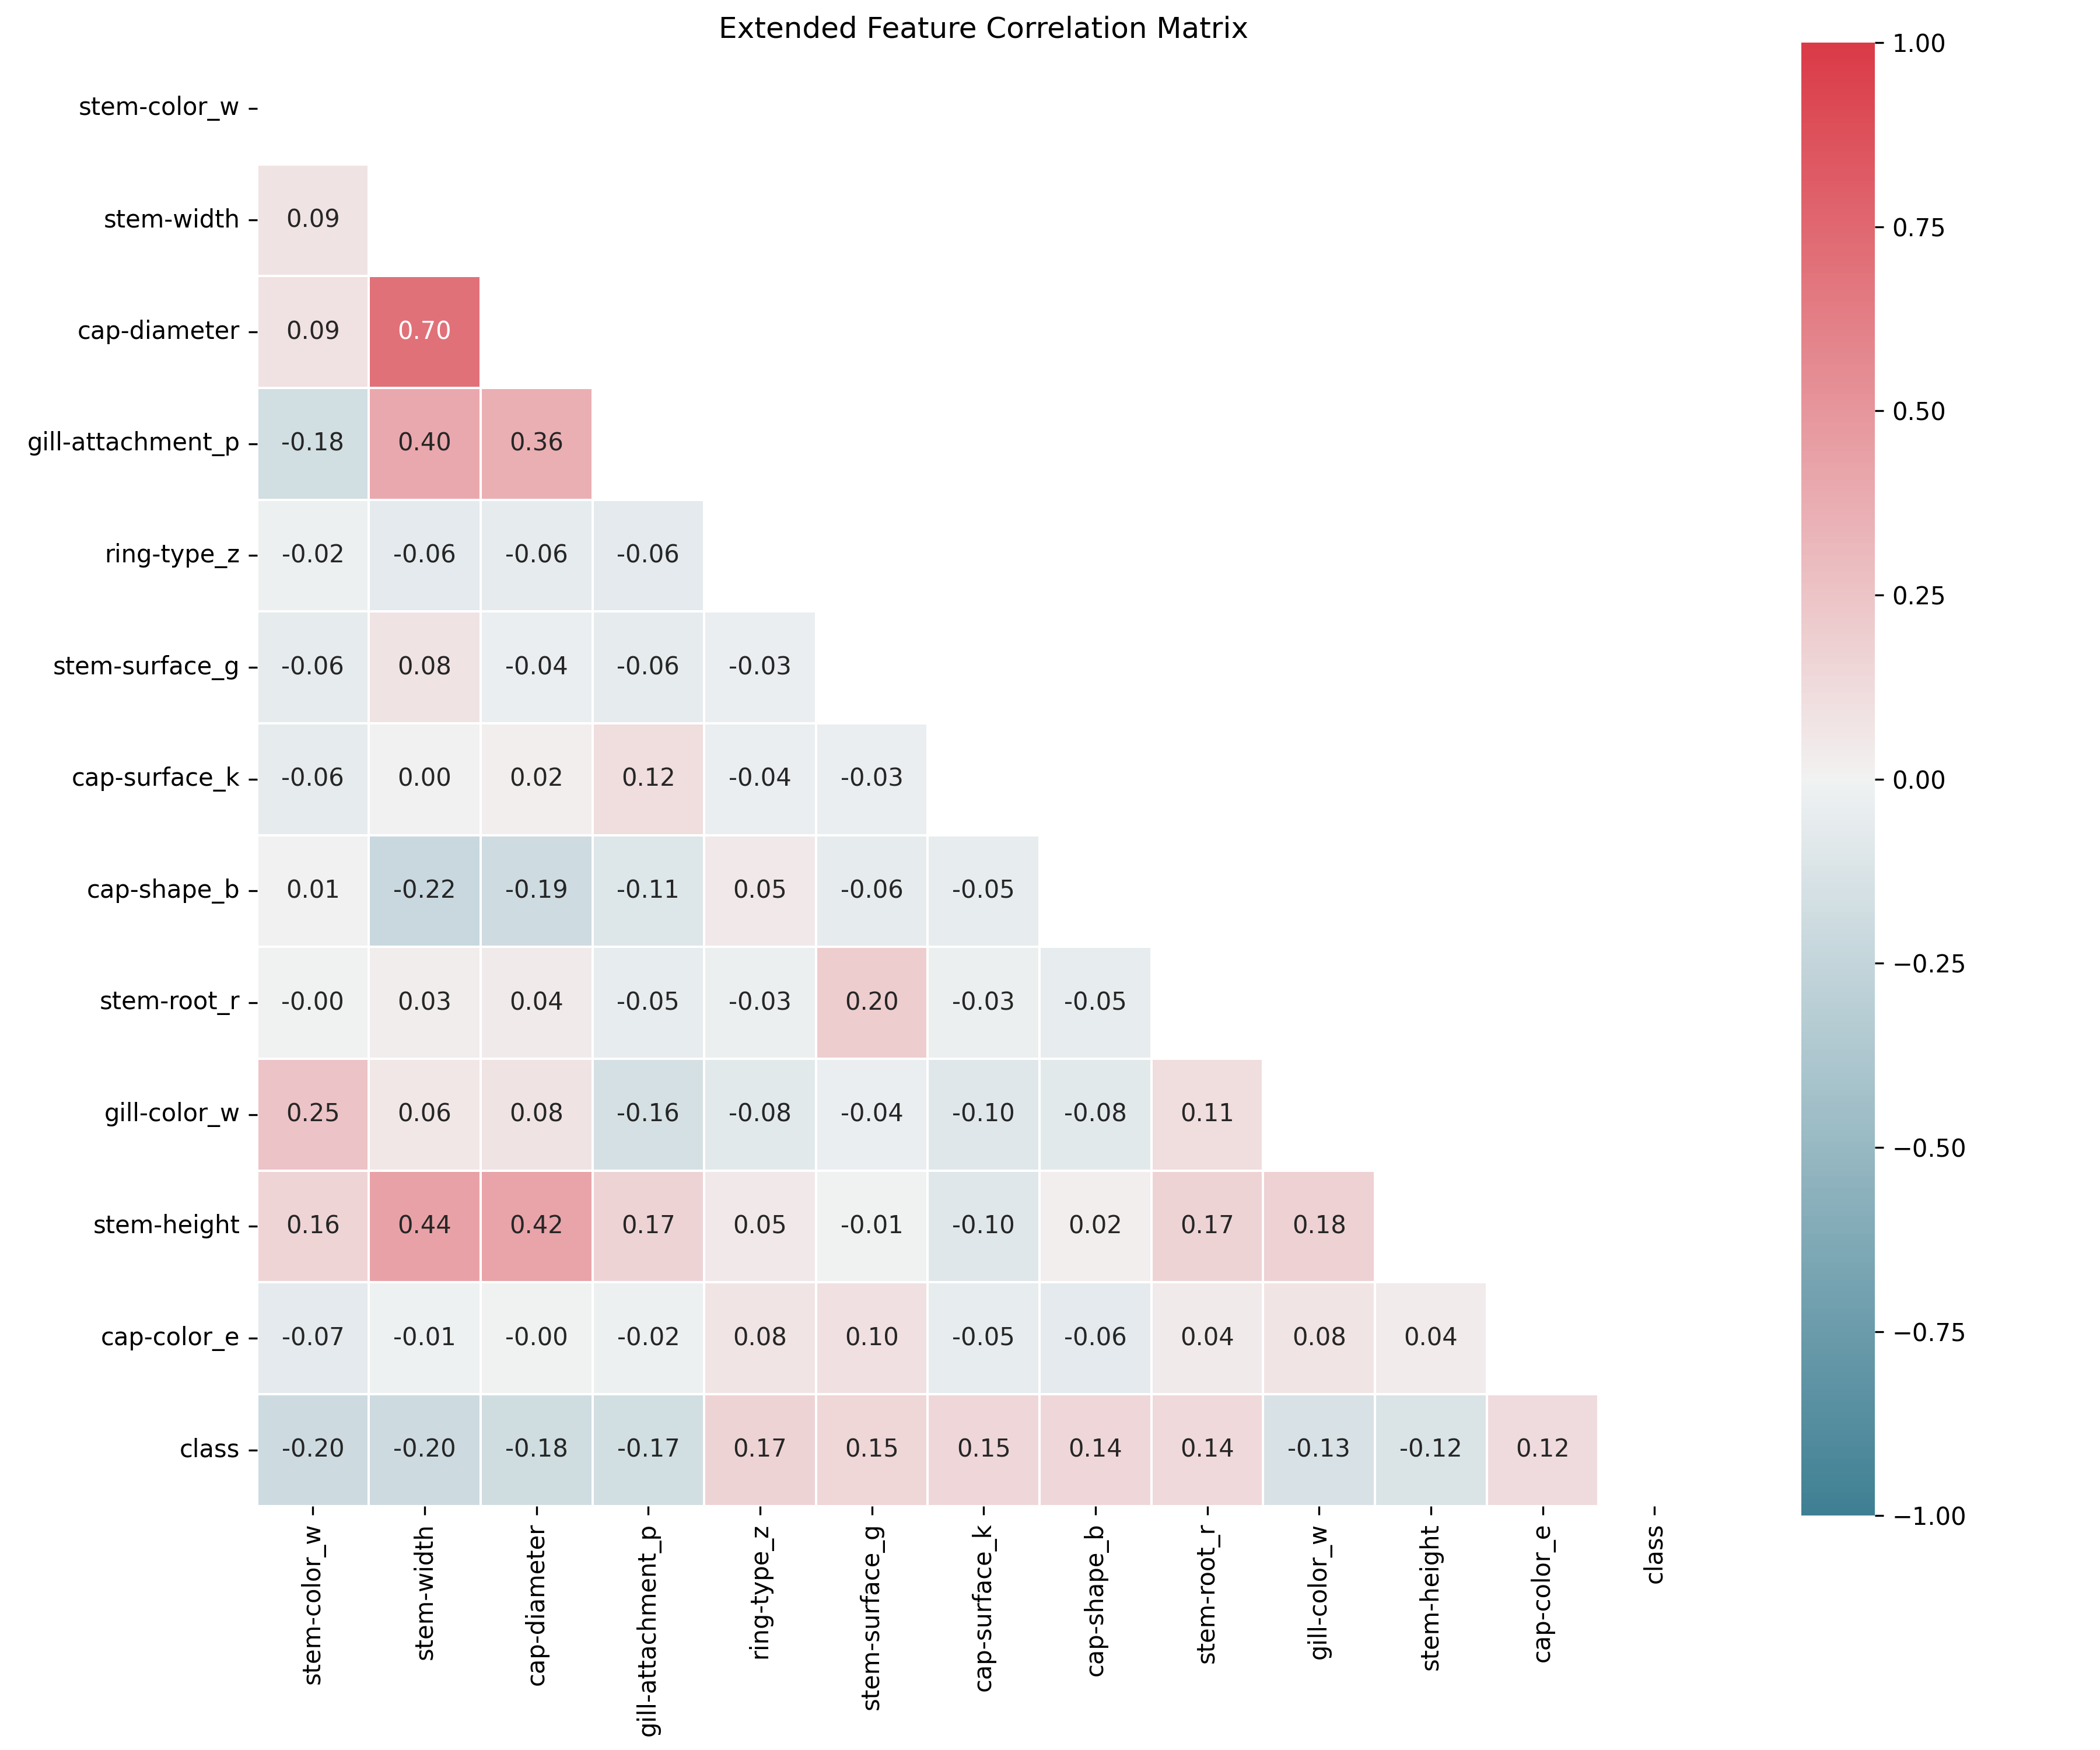 Extended Feature Correlation Matrix
stem-color_w
stem-width 0.09
cap-diameter 0.09 0.70
gill-attachment_p -0.18 0.40 0.36
ring-type_z -0.02 -0.06 -0.06 -0.06
stem-surface_g -0.06 0.08 -0.04 -0.06 -0.03
cap-surface_k -0.06 0.00 0.02 0.12 -0.04 -0.03
cap-shape_b 0.01 -0.22 -0.19 -0.11 0.05 -0.06 -0.05
stem-root_r -0.00 0.03 0.04 -0.05 -0.03 0.20 -0.03 -0.05
gill-color_w 0.25 0.06 0.08 -0.16 -0.08 -0.04 -0.10 -0.08 0.11
stem-height 0.16 0.44 0.42 0.17 0.05 -0.01 -0.10 0.02 0.17 0.18
cap-color_e -0.07 -0.01 -0.00 -0.02 0.08 0.10 -0.05 -0.06 0.04 0.08 0.04
class -0.20 -0.20 -0.18 -0.17 0.17 0.15 0.15 0.14 0.14 -0.13 -0.12 0.12
stem-color_w
stem-width
cap-diameter
gill-attachment_p
ring-type_z
stem-surface_g
cap-surface_k
cap-shape_b
stem-root_r
gill-color_w
stem-height
cap-color_e
class
1.00
0.75
0.50
0.25
0.00
−0.25
−0.50
−0.75
−1.00